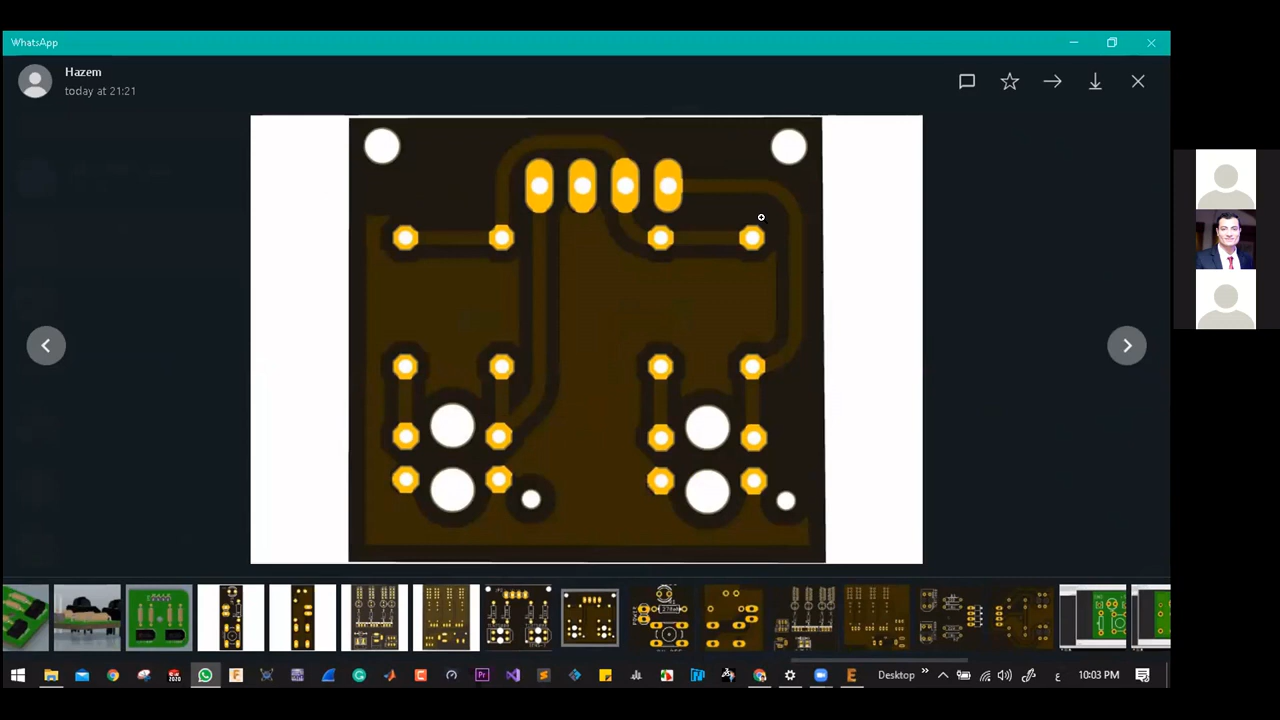 WhatsApp
Hazem
today at 21:21
Desktop
ع
10:03 PM